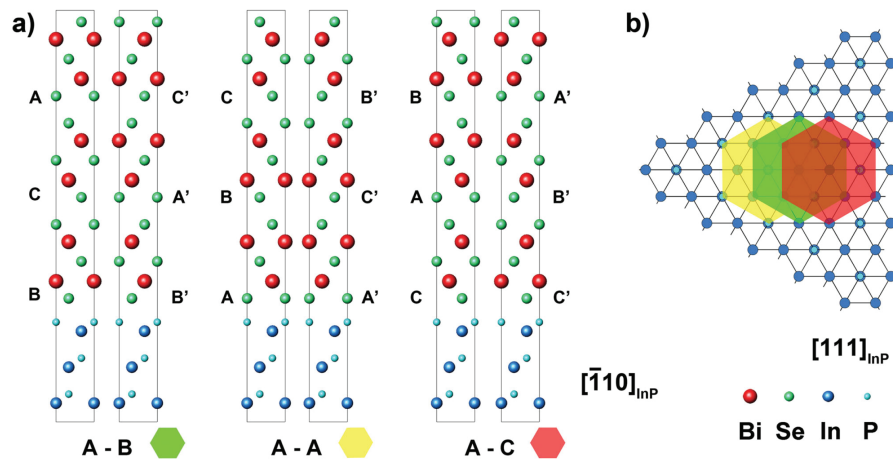 a)
b)
A C’ C B’ B A’
C A’ B C’ A B’
B B’ A A’ C C’
[111]InP
[1̄10]InP
Bi Se In P
A - B A - A A - C